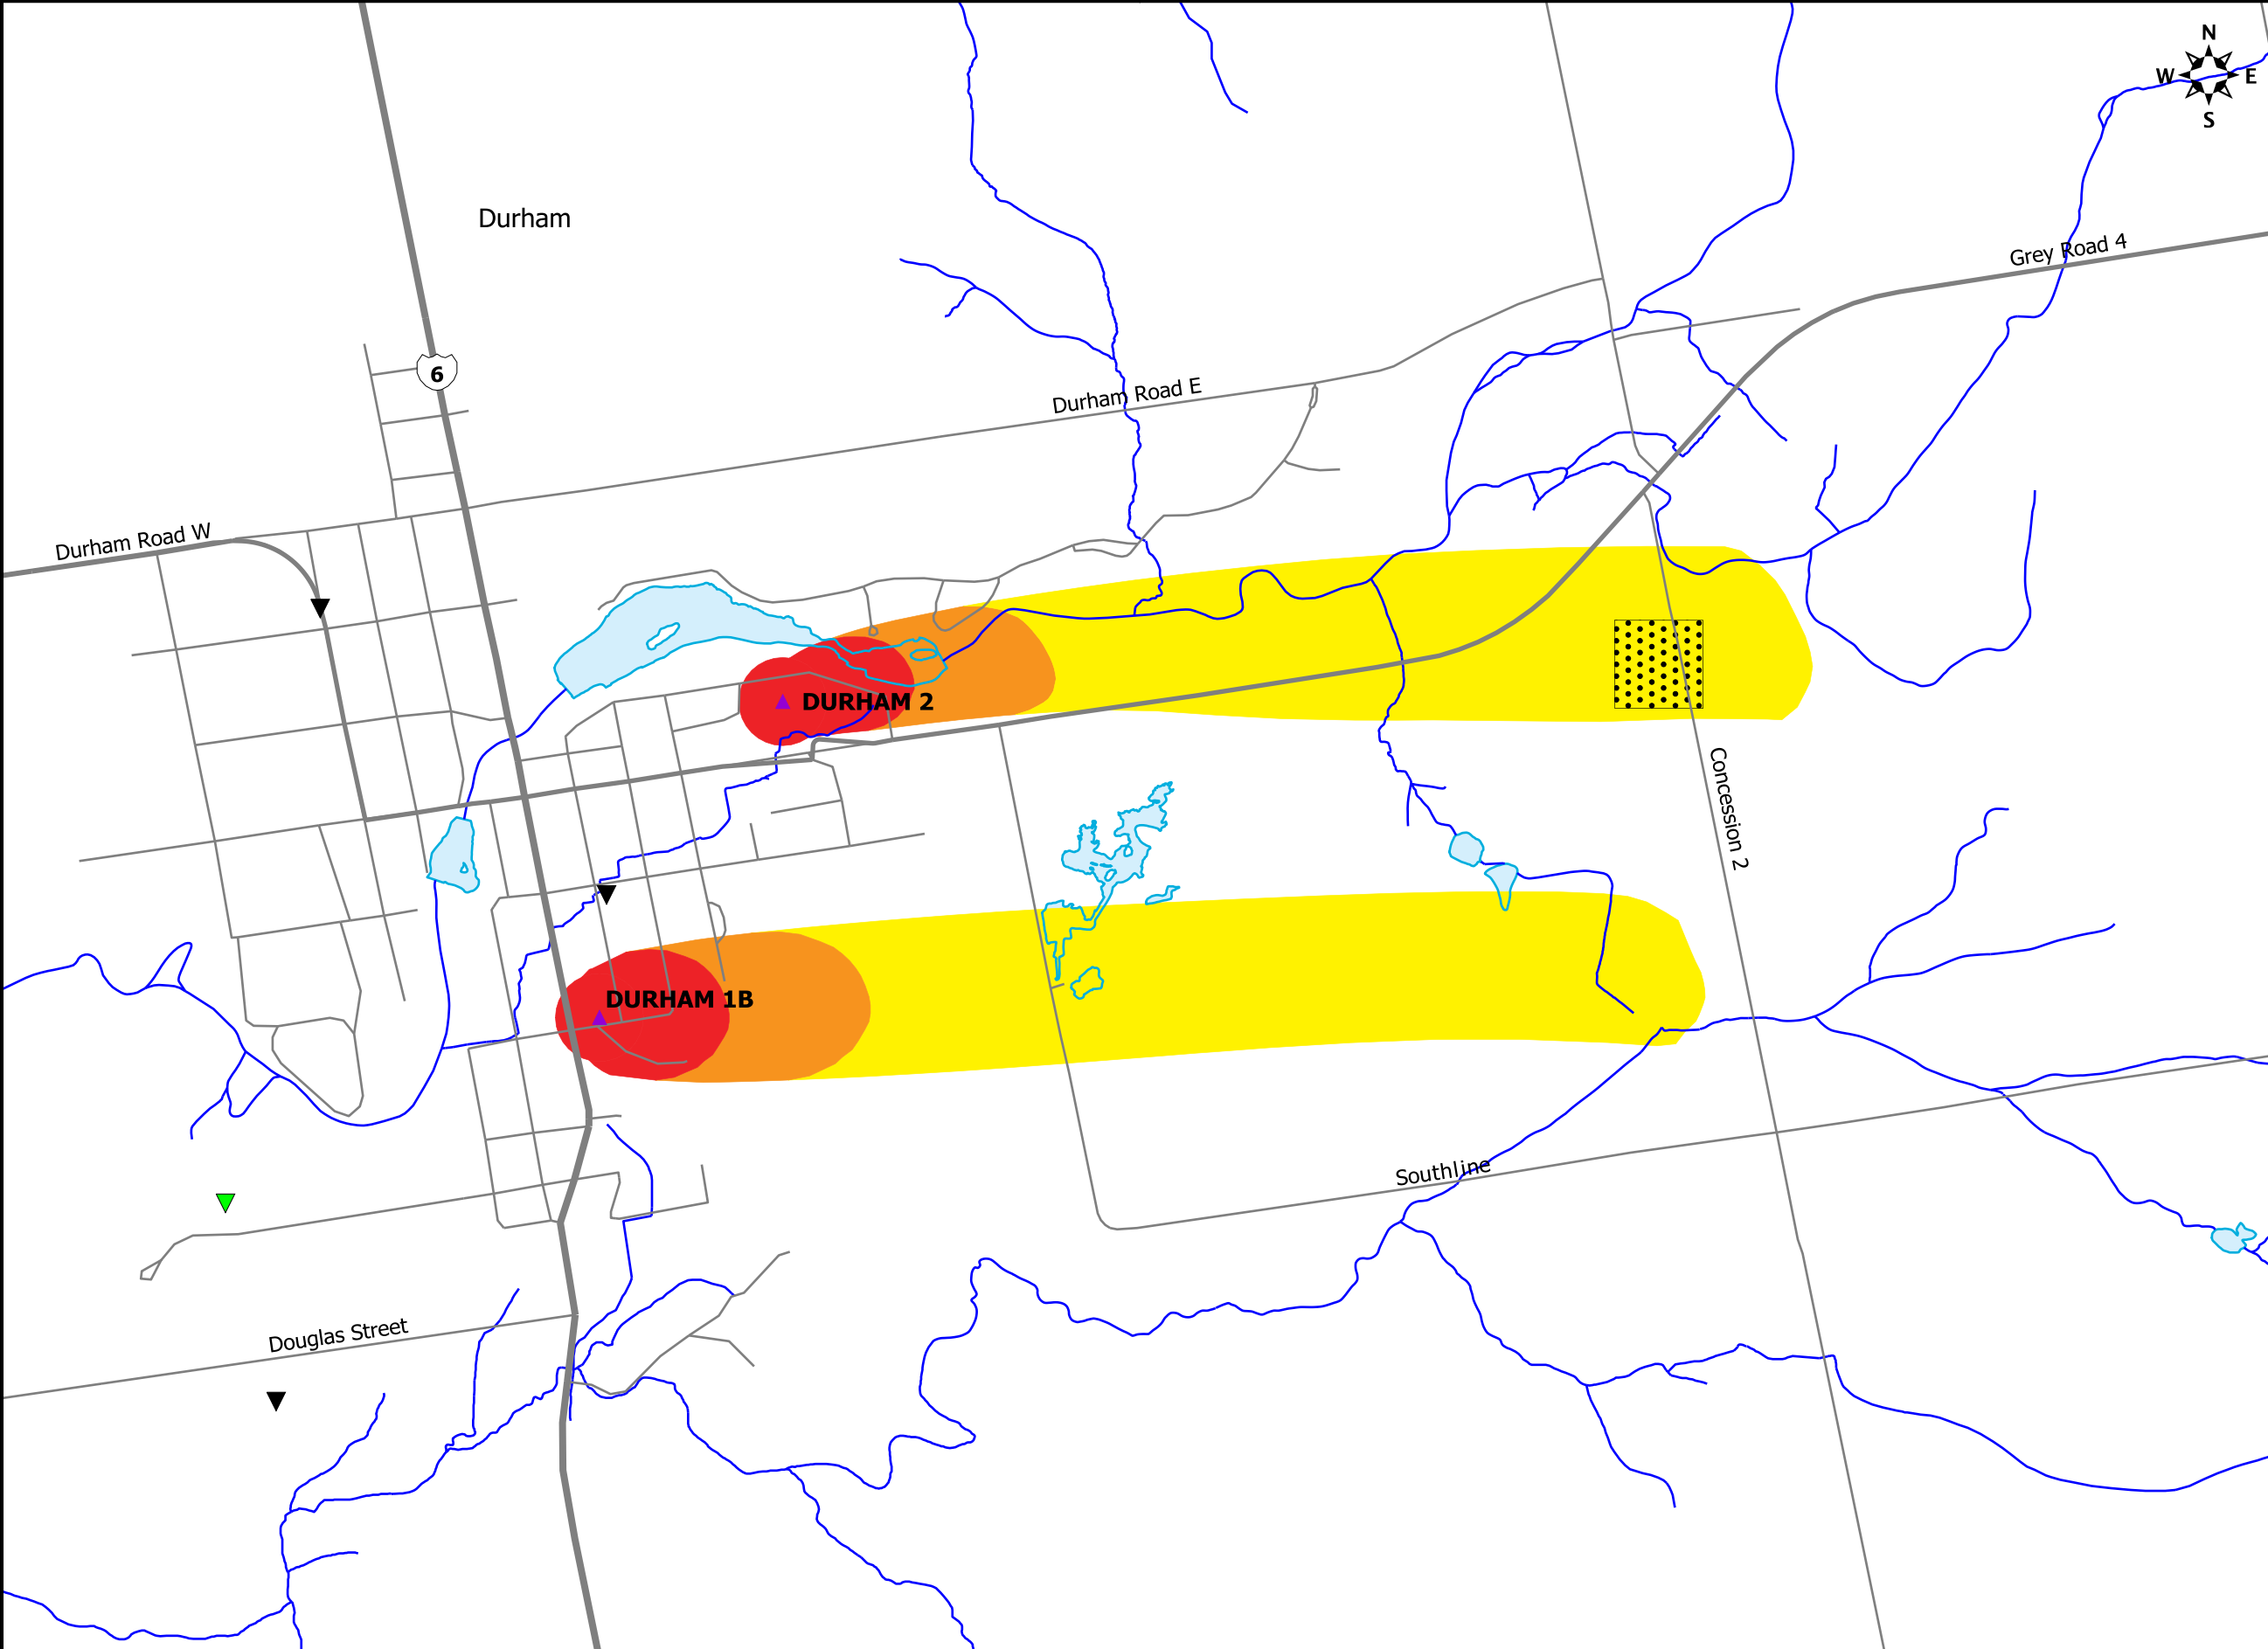 N
W E
S
Durham
Grey Road 4
6
Durham Road E
Durham Road W
DURHAM 2
Concession 2
DURHAM 1B
Southline
Douglas Street